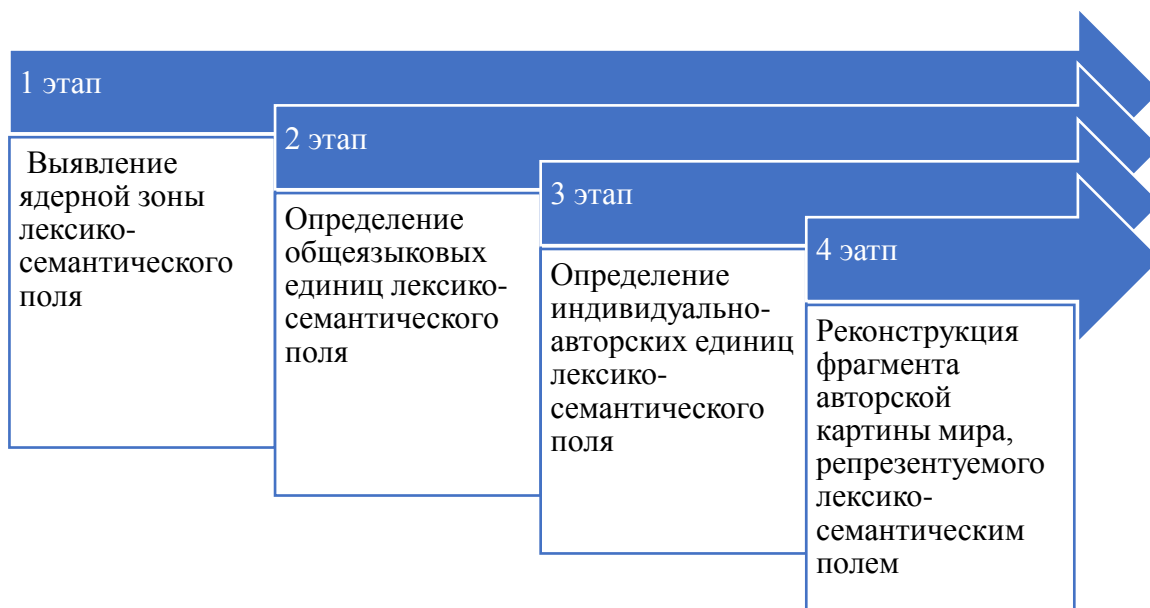 1 этап
Выявление
ядерной зоны
лексико-
семантического
поля
2 этап
Определение
общеязыковых
единиц лексико-
семантического
поля
3 этап
Определение
индивидуально-
авторских единиц
лексико-
семантического
поля
4 эатп
Реконструкция
фрагмента
авторской
картины мира,
репрезентуемого
лексико-
семантическим
полем